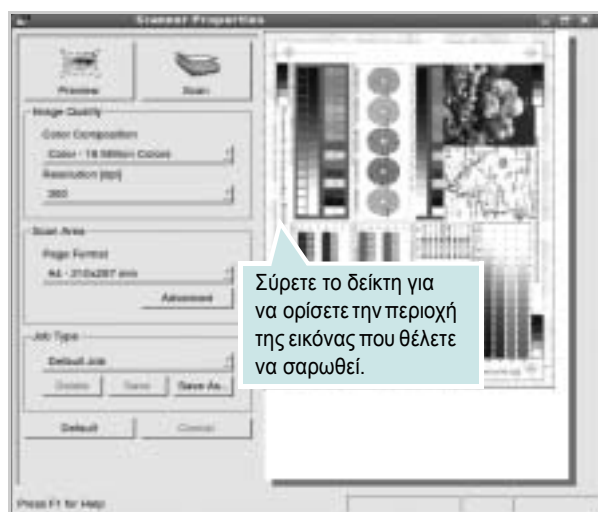 Scanner Properties
Preview
Scan
Image Quality
Color Composition
Color - 16 Million Colors
Resolution [dpi]
300
Scan Area
Page Format
A4 - 210x297 mm
Advanced
Job Type
Default Job
Delete
Save
Save As..
Default
Cancel
Press F1 for Help
Σύρετε το δείκτη για
να ορίσετε την περιοχή
της εικόνας που θέλετε
να σαρωθεί.